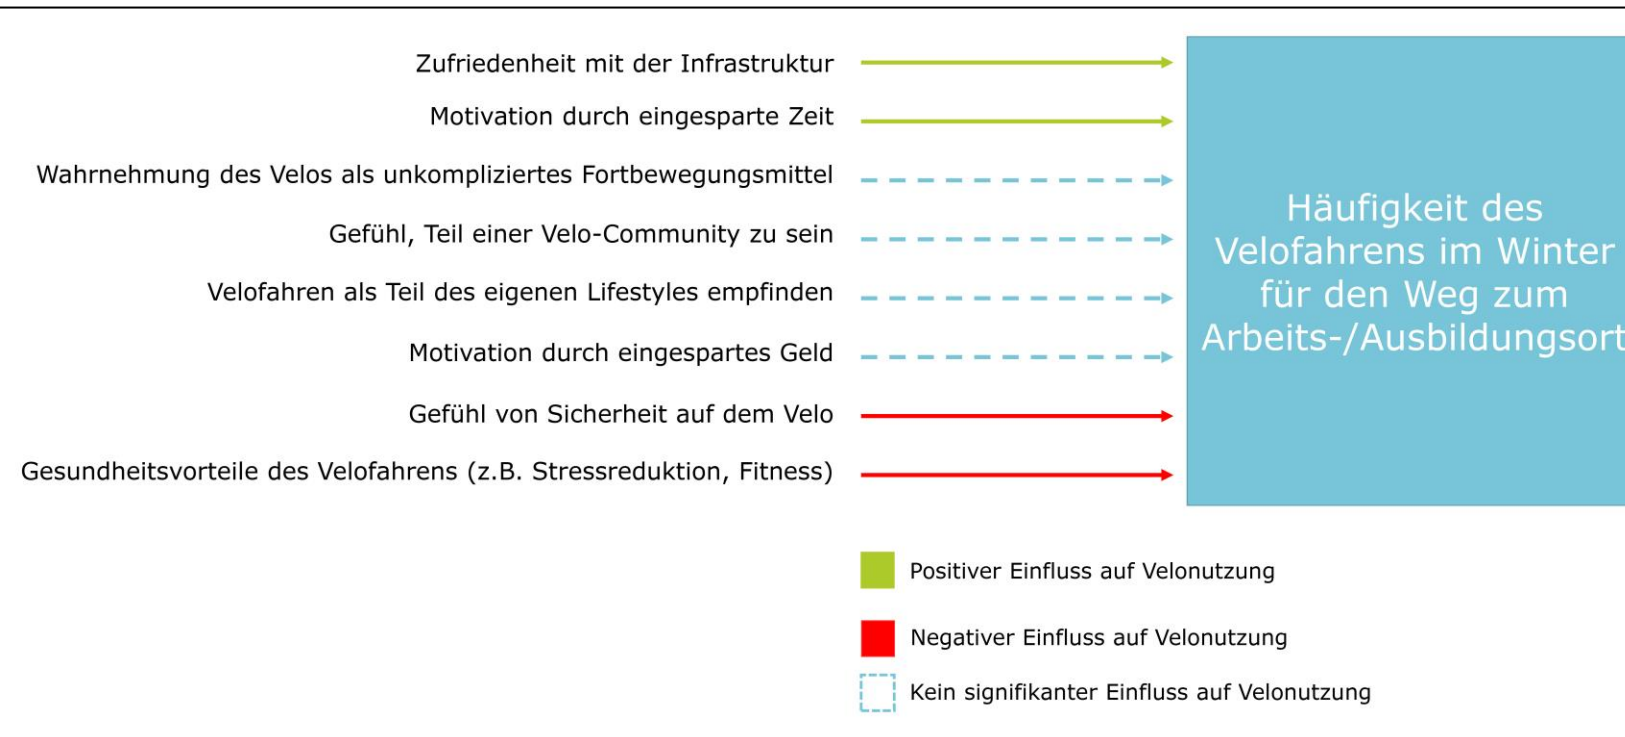 Zufriedenheit mit der Infrastruktur
Motivation durch eingesparte Zeit
Wahrnehmung des Velos als unkompliziertes Fortbewegungsmittel
Gefühl, Teil einer Velo-Community zu sein
Velofahren als Teil des eigenen Lifestyles empfinden
Motivation durch eingespartes Geld
Gefühl von Sicherheit auf dem Velo
Gesundheitsvorteile des Velofahrens (z.B. Stressreduktion, Fitness)
Häufigkeit des
Velofahrens im Winter
für den Weg zum
Arbeits-/Ausbildungsort
Positiver Einfluss auf Velonutzung
Negativer Einfluss auf Velonutzung
Kein signifikanter Einfluss auf Velonutzung